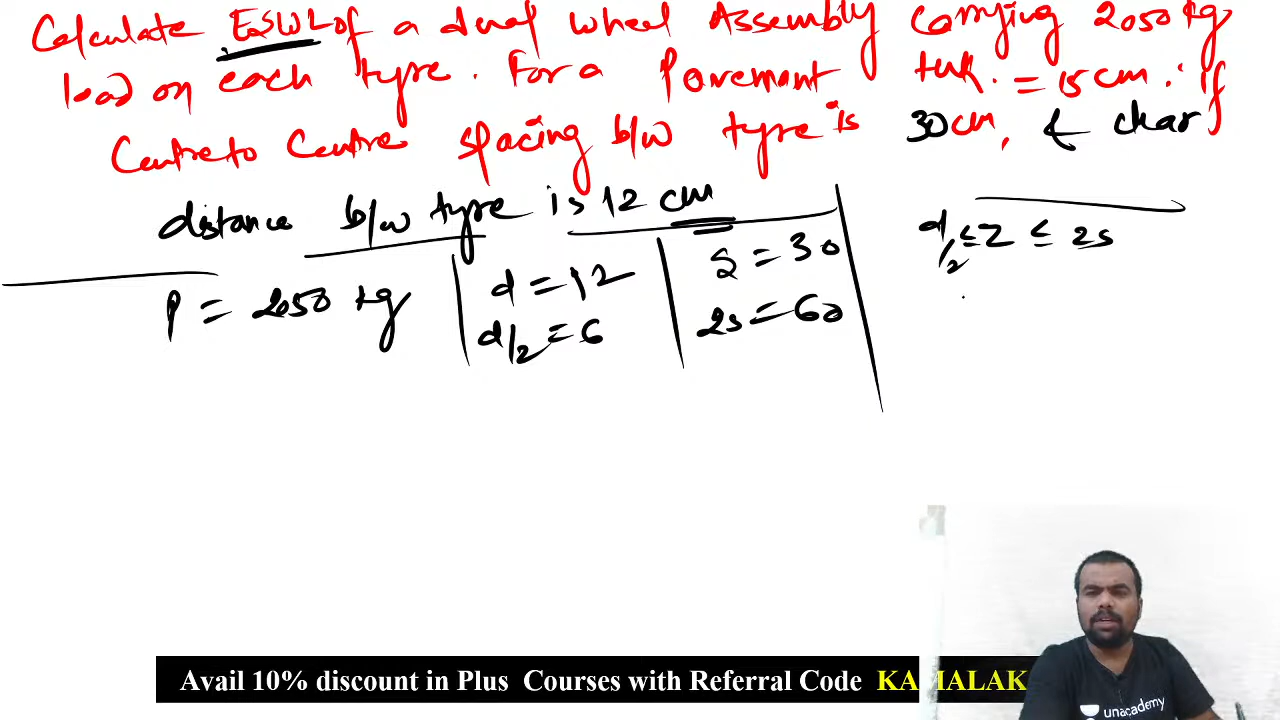 Calculate ESWL of a dual wheel Assembly carrying 2050 kg
load on each tyre. For a Pavement = 15 cm. if
Centre to Centre spacing b/w tyre is 30 cm, & clear
distance b/w tyre is 12 cm
P = 2050 kg
d = 12
d/2 = 6
S = 30
2s = 60
d/2 ≤ Z ≤ 2s
Avail 10% discount in Plus Courses with Referral Code KAMALAK
unacademy